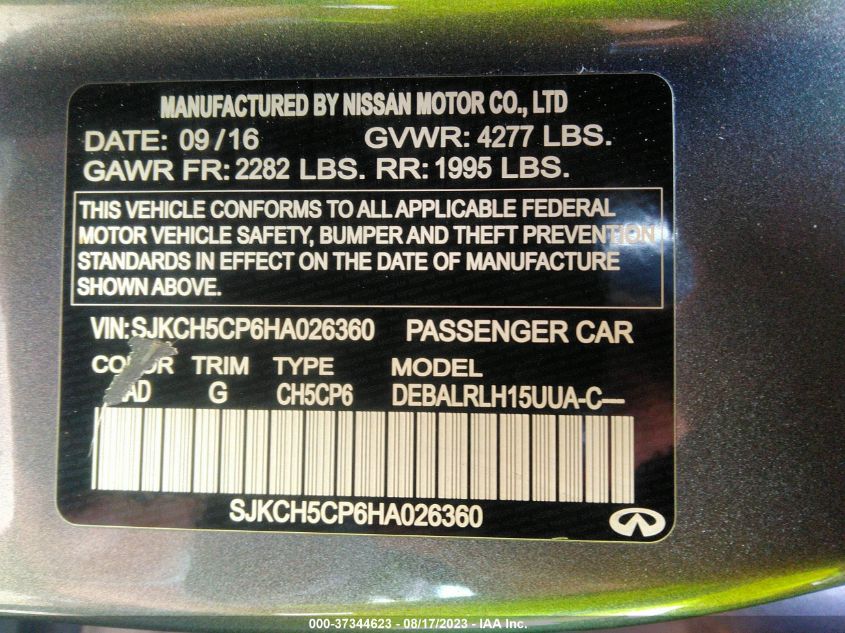 MANUFACTURED BY NISSAN MOTOR CO., LTD
DATE: 09/16 GVWR: 4277 LBS.
GAWR FR: 2282 LBS. RR: 1995 LBS.
THIS VEHICLE CONFORMS TO ALL APPLICABLE FEDERAL
MOTOR VEHICLE SAFETY, BUMPER AND THEFT PREVENTION
STANDARDS IN EFFECT ON THE DATE OF MANUFACTURE
SHOWN ABOVE.
VIN: SJKCH5CP6HA026360 PASSENGER CAR
COLOR TRIM TYPE MODEL
G CH5CP6 DEBALRLH15UUA-C—
SJKCH5CP6HA026360
000-37344623 - 08/17/2023 - IAA Inc.